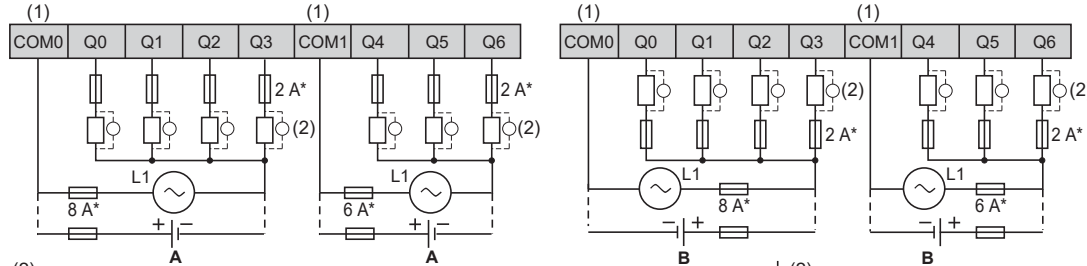 (1) (1) (1) (1)
COM0 Q0 Q1 Q2 Q3 COM1 Q4 Q5 Q6 COM0 Q0 Q1 Q2 Q3 COM1 Q4 Q5 Q6
2 A* 2 A* (2) (2
(2) (2) 2 A* 2 A*
L1 L1 L1 L1
8 A* 6 A* 8 A* 6 A*
+ − + − − + − +
A A B B